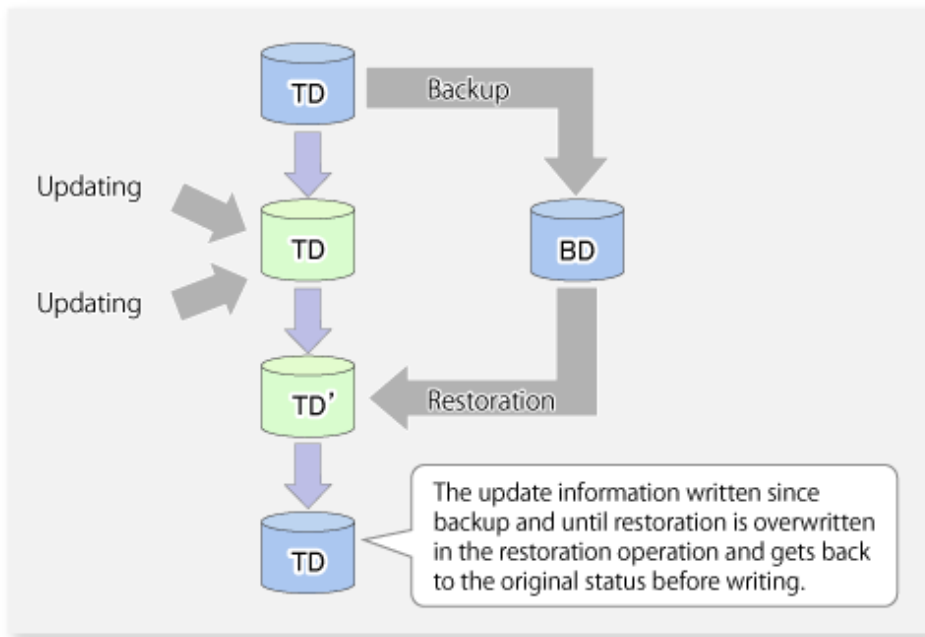 TD
Backup
Updating
TD
BD
Updating
TD’
Restoration
The update information written since
backup and until restoration is overwritten
in the restoration operation and gets back
to the original status before writing.
TD